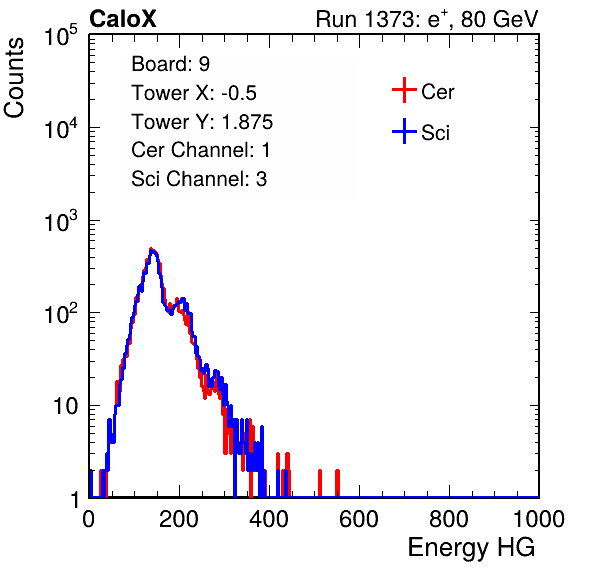 CaloX Run 1373: e⁺, 80 GeV
Counts
Board: 9
Tower X: -0.5
Tower Y: 1.875
Cer Channel: 1
Sci Channel: 3
Cer
Sci
10⁵
10⁴
10³
10²
10
1
0 200 400 600 800 1000
Energy HG